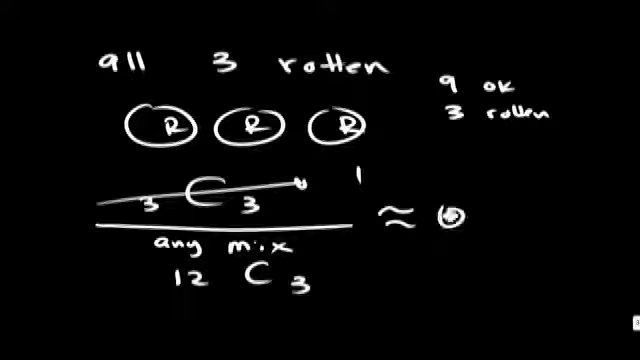 all 3 rotten
9 ok
3 rotten
R R R
3 C 3 1
any mix ≈ 0
12 C 3